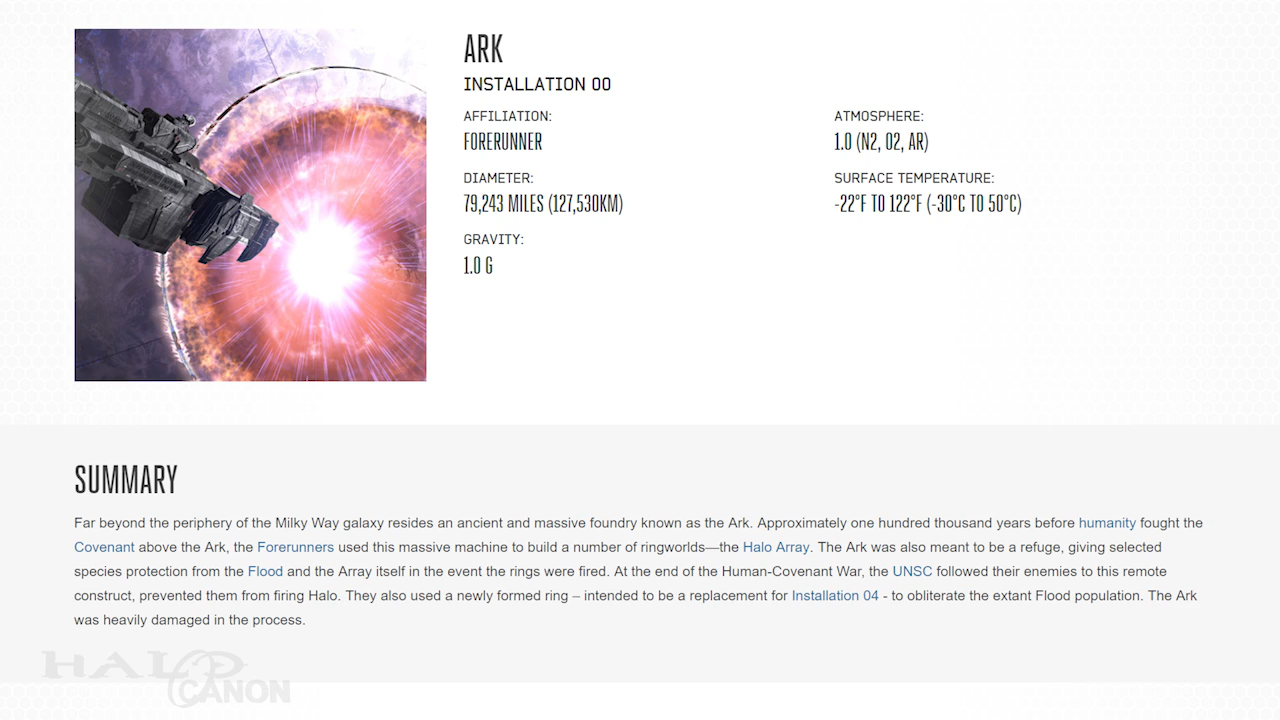 ARK
INSTALLATION 00
AFFILIATION:
FORERUNNER
ATMOSPHERE:
1.0 (N2, O2, AR)
DIAMETER:
79,243 MILES (127,530KM)
SURFACE TEMPERATURE:
-22°F TO 122°F (-30°C TO 50°C)
GRAVITY:
1.0 G
SUMMARY
Far beyond the periphery of the Milky Way galaxy resides an ancient and massive foundry known as the Ark. Approximately one hundred thousand years before humanity fought the
Covenant above the Ark, the Forerunners used this massive machine to build a number of ringworlds—the Halo Array. The Ark was also meant to be a refuge, giving selected
species protection from the Flood and the Array itself in the event the rings were fired. At the end of the Human-Covenant War, the UNSC followed their enemies to this remote
construct, prevented them from firing Halo. They also used a newly formed ring – intended to be a replacement for Installation 04 - to obliterate the extant Flood population. The Ark
was heavily damaged in the process.
HALO
CANON